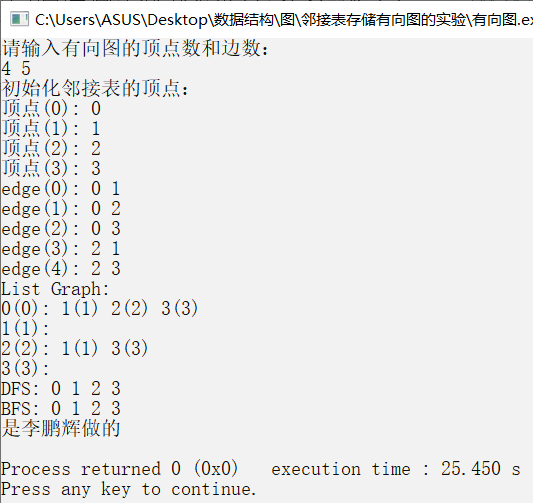 C:\Users\ASUS\Desktop\数据结构\图\邻接表存储有向图的实验\有向图.ex
请输入有向图的顶点数和边数:
4 5
初始化邻接表的顶点:
顶点(0): 0
顶点(1): 1
顶点(2): 2
顶点(3): 3
edge(0): 0 1
edge(1): 0 2
edge(2): 0 3
edge(3): 2 1
edge(4): 2 3
List Graph:
0(0): 1(1) 2(2) 3(3)
1(1):
2(2): 1(1) 3(3)
3(3):
DFS: 0 1 2 3
BFS: 0 1 2 3
是李鹏辉做的
Process returned 0 (0x0)   execution time : 25.450 s
Press any key to continue.